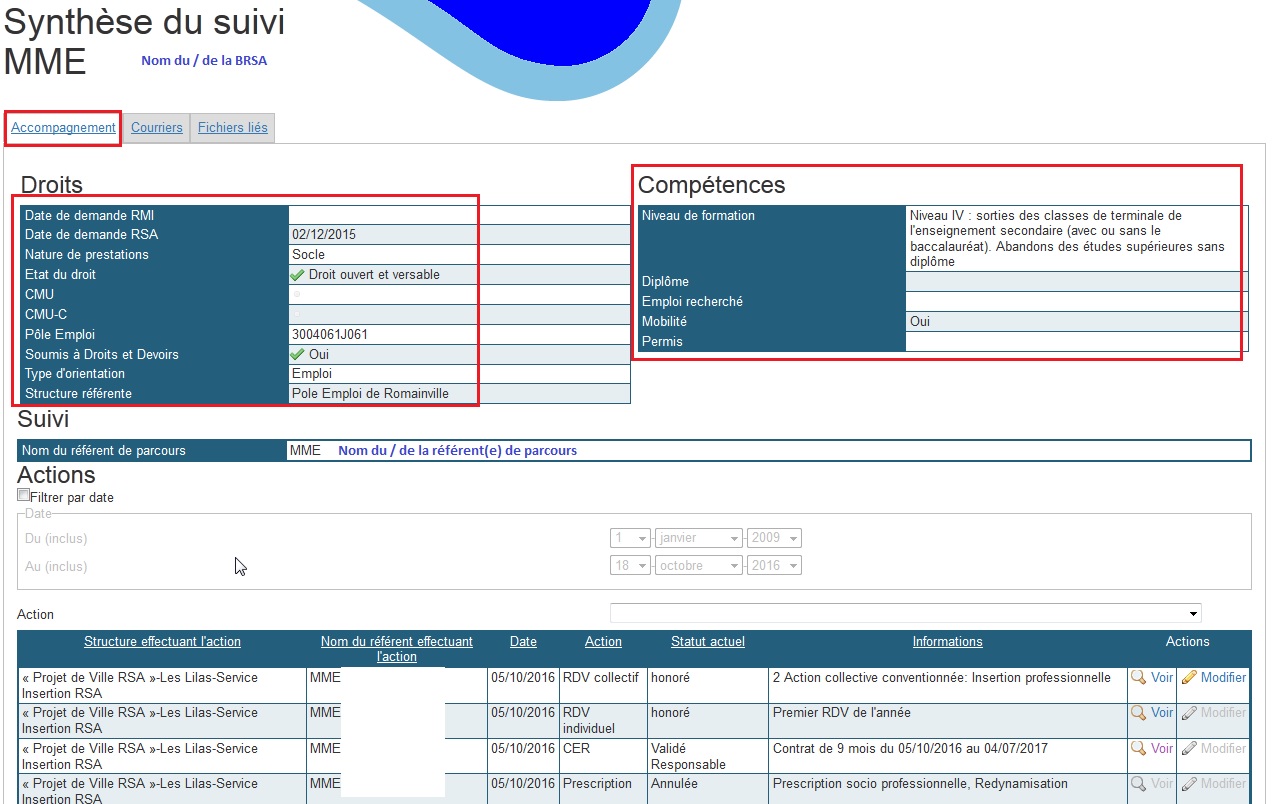 Synthèse du suivi
MME Nom du / de la BRSA
Accompagnement Courriers Fichiers liés
Droits
Date de demande RMI
Date de demande RSA 02/12/2015
Nature de prestations Socle
Etat du droit Droit ouvert et versable
CMU
CMU-C
Pôle Emploi 3004061J061
Soumis à Droits et Devoirs Oui
Type d'orientation Emploi
Structure référente Pole Emploi de Romainville
Compétences
Niveau de formation Niveau IV : sorties des classes de terminale de
l'enseignement secondaire (avec ou sans le
baccalauréat). Abandons des études supérieures sans
diplôme
Diplôme
Emploi recherché
Mobilité Oui
Permis
Suivi
Nom du référent de parcours MME Nom du / de la référent(e) de parcours
Actions
Filtrer par date
Date
Du (inclus) 1 - janvier - 2009
Au (inclus) 18 - octobre - 2016
Action
Structure effectuant l'action Nom du référent effectuant l'action Date Action Statut actuel Informations Actions
« Projet de Ville RSA »-Les Lilas-Service MME 05/10/2016 RDV collectif honoré 2 Action collective conventionnée: Insertion professionnelle Voir Modifier
Insertion RSA
« Projet de Ville RSA »-Les Lilas-Service MME 05/10/2016 RDV honoré Premier RDV de l'année Voir Modifier
Insertion RSA individuel
« Projet de Ville RSA »-Les Lilas-Service MME 05/10/2016 CER Validé Contrat de 9 mois du 05/10/2016 au 04/07/2017 Voir Modifier
Insertion RSA Responsable
« Projet de Ville RSA »-Les Lilas-Service MME 05/10/2016 Prescription Annulée Prescription socio professionnelle, Redynamisation Voir Modifier
Insertion RSA